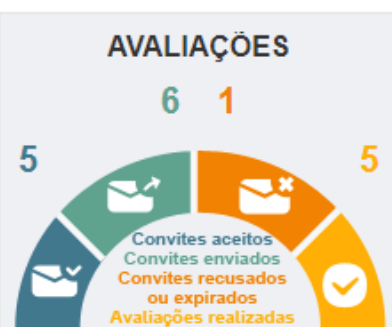 AVALIAÇÕES
6 1
5 5
Convites aceitos
Convites enviados
Convites recusados
ou expirados
Avaliações realizadas